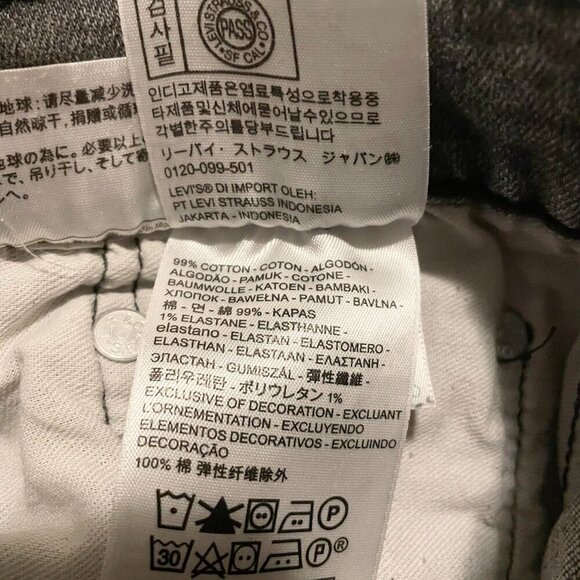 검사필
LEVI STRAUSS & CO
PASS
SF CAL
인디고제품은염료특성으로착용중
타제품및신체에묻어날수있으므로
각별한주의를당부드립니다
リーバイ・ストラウス ジャパン㈱
0120-099-501
LEVI'S® DI IMPORT OLEH:
PT LEVI STRAUSS INDONESIA
JAKARTA - INDONESIA
地球：请尽量减少洗
自然晾干，捐赠或循
地球の為に。必要以上
で、吊り干し、そして寄
へ。
99% COTTON - COTON - ALGODÓN -
ALGODÃO - PAMUK - COTONE -
BAUMWOLLE - KATOEN - BAMBAKI -
ХЛОПОК - BAWEŁNA - PAMUT - BAVLNA -
棉 - 면 - 綿 99% - KAPAS
1% ELASTANE - ELASTHANNE -
elastano - ELASTAN - ELASTOMERO -
ELASTHAN - ELASTAAN - ΕΛΑΣΤΑΝΗ -
ЭЛАСТАН - GUMISZÁL - 彈性纖維 -
폴리우레탄 - ポリウレタン 1%
EXCLUSIVE OF DECORATION - EXCLUANT
L'ORNEMENTATION - EXCLUYENDO
ELEMENTOS DECORATIVOS - EXCLUINDO
DECORAÇÃO
100% 棉 弹性纤维除外
P
30 P®